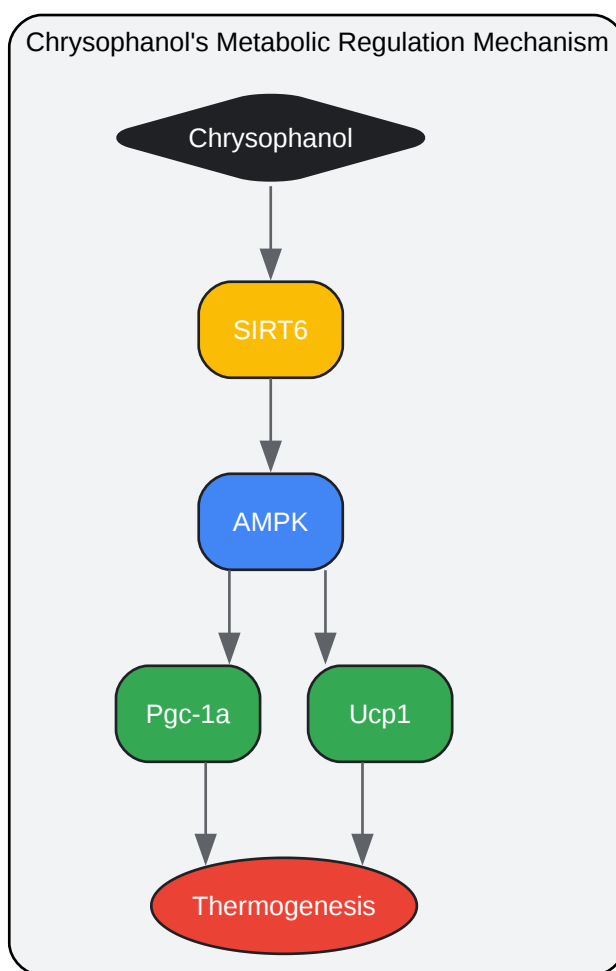 Chrysophanol's Metabolic Regulation Mechanism
Chrysophanol
SIRT6
AMPK
Pgc-1a
Ucp1
Thermogenesis